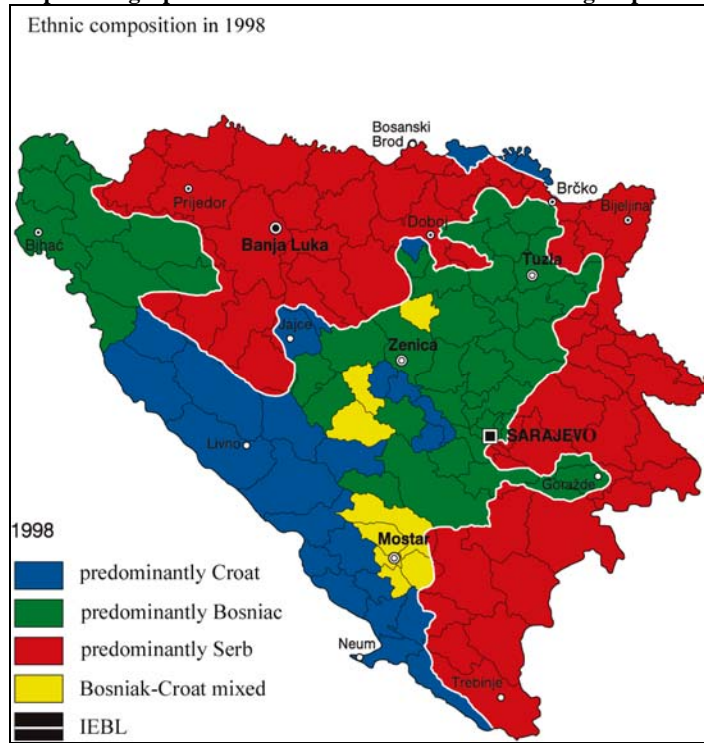 Ethnic composition in 1998
Bosanski
Brod
Brčko
Prijedor
Bijeljina
Doboj
Banja Luka
Bihać
Tuzla
Jajce
Zenica
SARAJEVO
Livno
Goražde
1998
Mostar
predominantly Croat
predominantly Bosniac
Neum
predominantly Serb
Trebinje
Bosniak-Croat mixed
IEBL